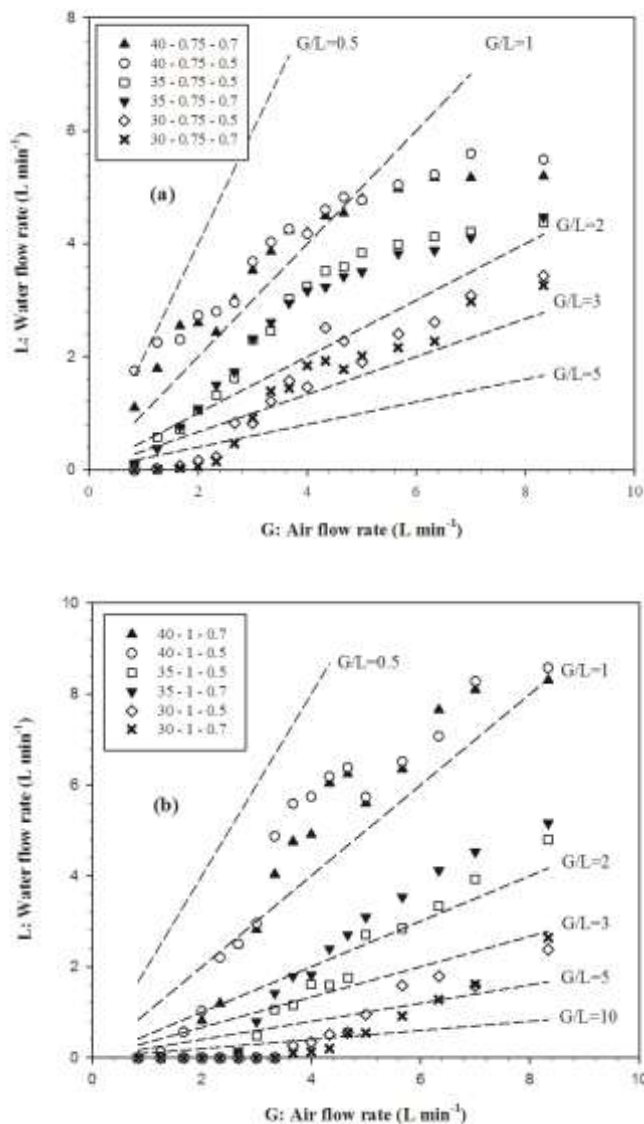 8
6
4
2
0
L: Water flow rate (L min⁻¹)
40 - 0.75 - 0.7
40 - 0.75 - 0.5
35 - 0.75 - 0.5
35 - 0.75 - 0.7
30 - 0.75 - 0.5
30 - 0.75 - 0.7
(a)
G/L=0.5
G/L=1
G/L=2
G/L=3
G/L=5
0 2 4 6 8 10
G: Air flow rate (L min⁻¹)
10
8
6
4
2
0
L: Water flow rate (L min⁻¹)
40 - 1 - 0.7
40 - 1 - 0.5
35 - 1 - 0.5
35 - 1 - 0.7
30 - 1 - 0.5
30 - 1 - 0.7
(b)
G/L=0.5
G/L=1
G/L=2
G/L=3
G/L=5
G/L=10
0 2 4 6 8 10
G: Air flow rate (L min⁻¹)